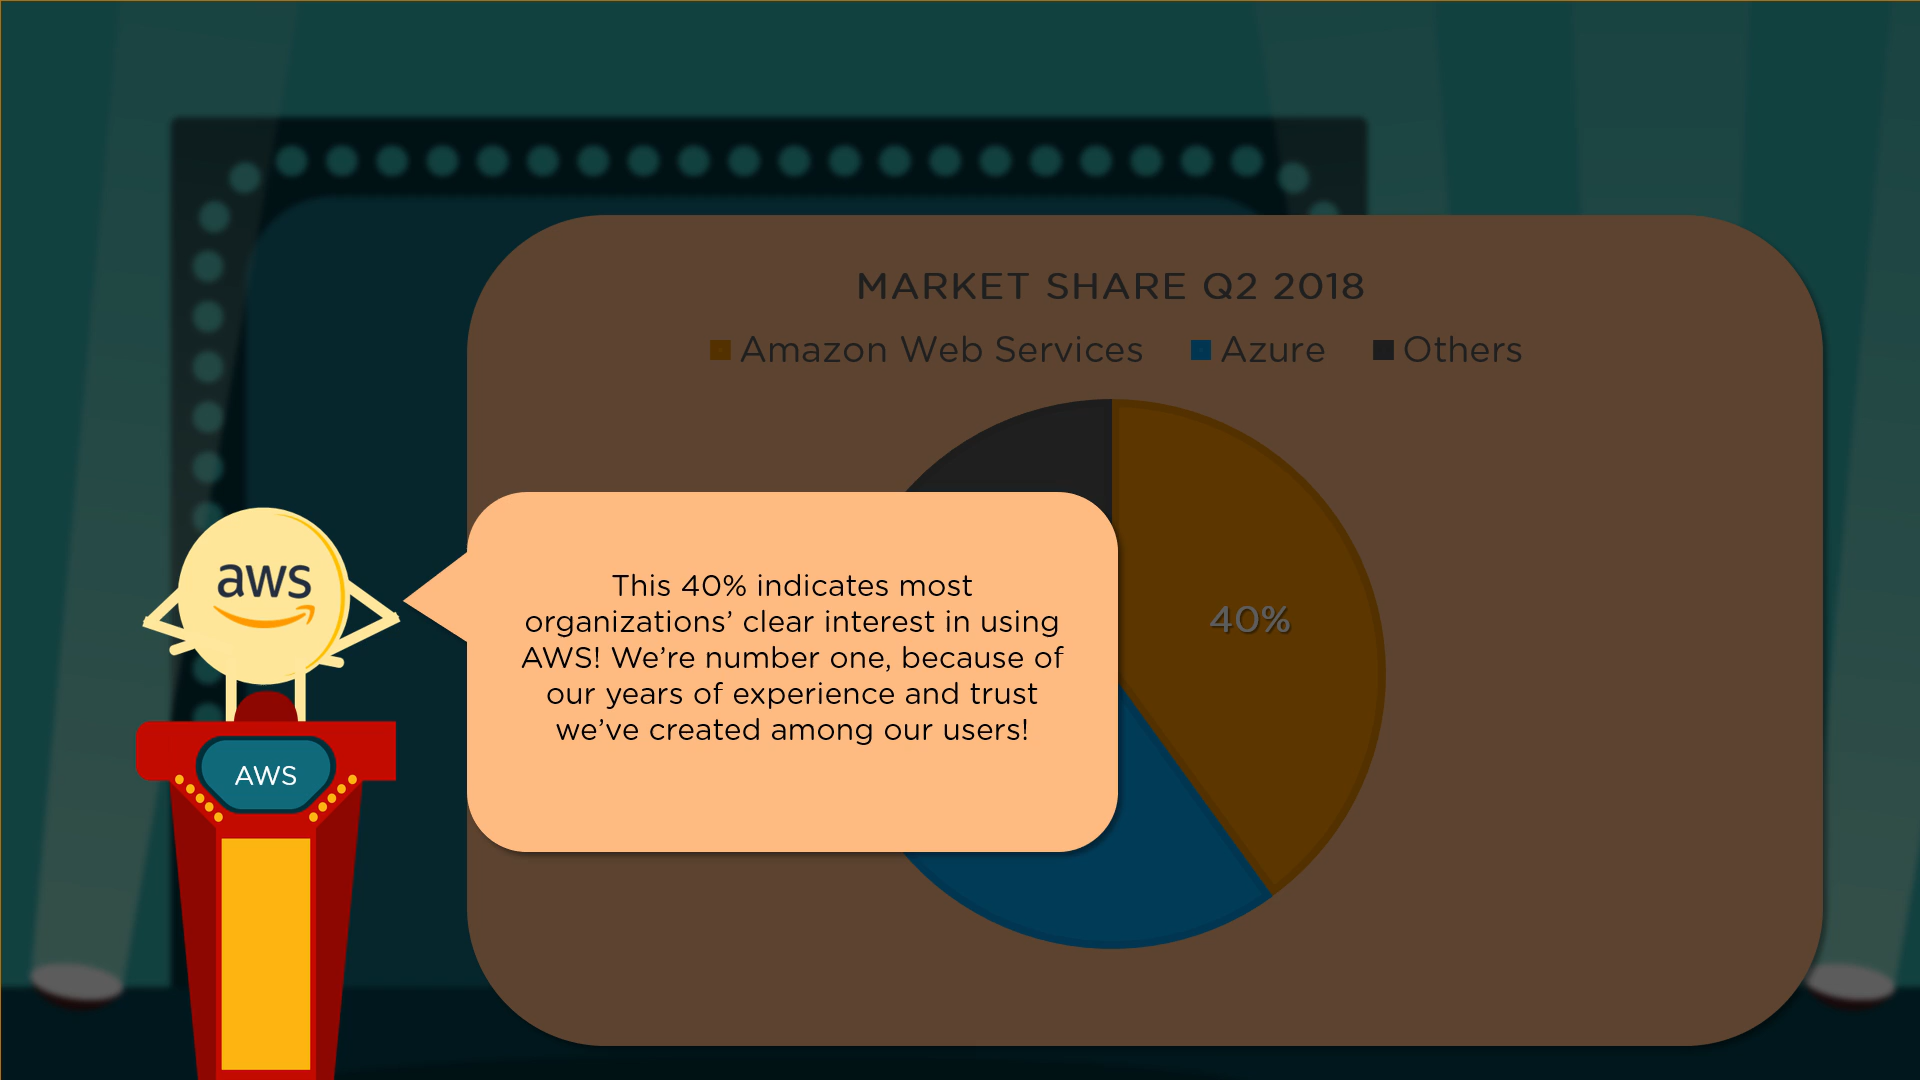 MARKET SHARE Q2 2018
Amazon Web Services Azure Others
This 40% indicates most
organizations’ clear interest in using
AWS! We’re number one, because of
our years of experience and trust
we’ve created among our users!
40%
aws
AWS